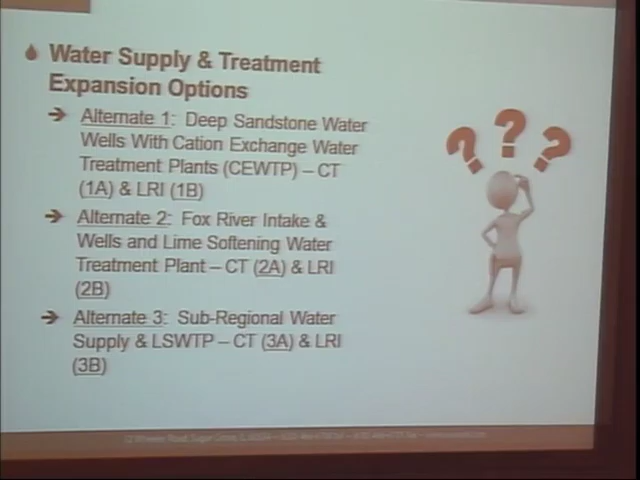 Water Supply & Treatment
Expansion Options
Alternate 1: Deep Sandstone Water
Wells With Cation Exchange Water
Treatment Plants (CEWTP) – CT
(1A) & LRI (1B)
Alternate 2: Fox River Intake &
Wells and Lime Softening Water
Treatment Plant – CT (2A) & LRI
(2B)
Alternate 3: Sub-Regional Water
Supply & LSWTP – CT (3A) & LRI
(3B)
? ? ?